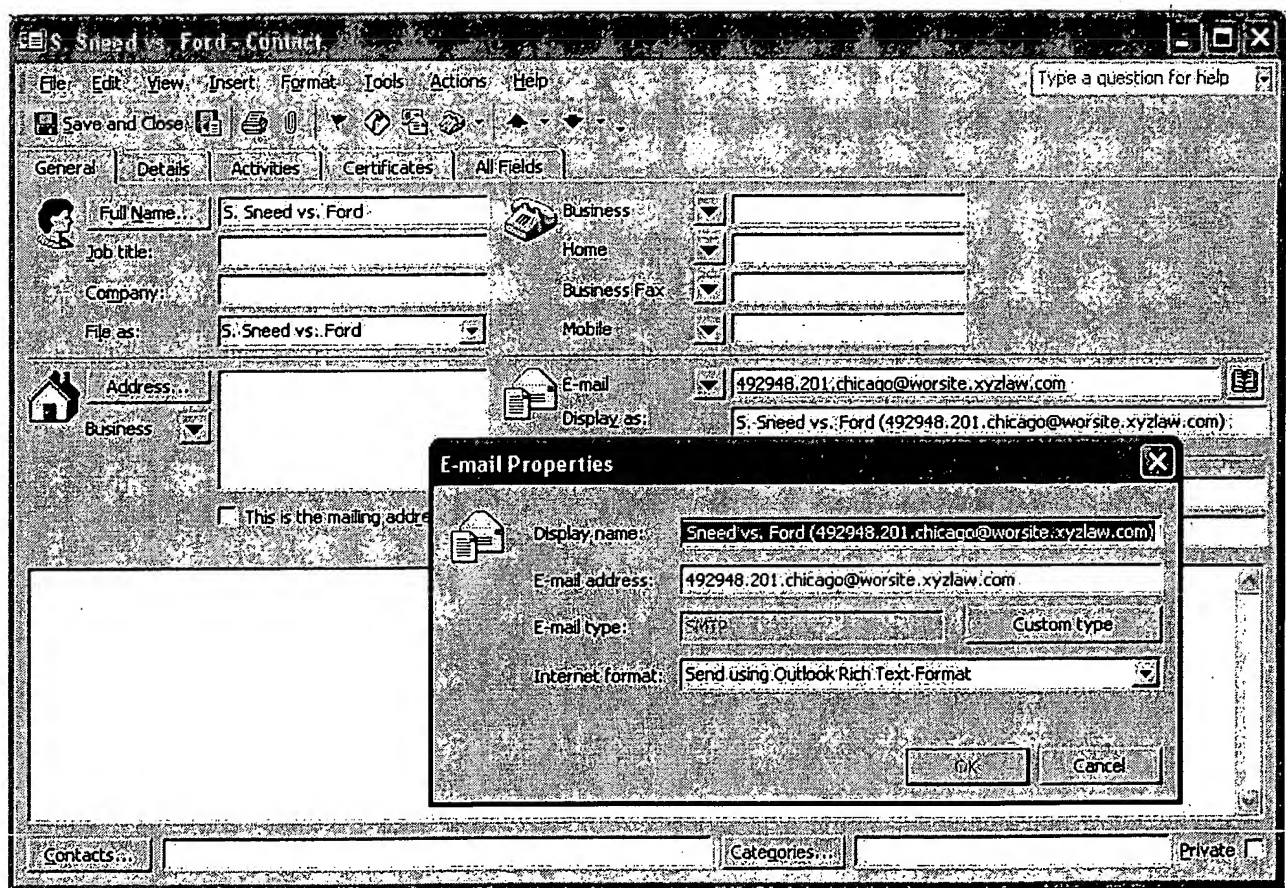 S. Sneed vs. Ford - Contact
File Edit View Insert Format Tools Actions Help
Type a question for help
Save and Close
General Details Activities Certificates All Fields
Full Name... S. Sneed vs. Ford
Job title:
Company:
File as: S. Sneed vs. Ford
Business
Home
Business Fax
Mobile
Address...
Business
This is the mailing addre
E-mail 492948.201.chicago@worsite.xyzlaw.com
Display as: S. Sneed vs. Ford (492948.201.chicago@worsite.xyzlaw.com)
E-mail Properties
Display name: Sneed vs. Ford (492948.201.chicago@worsite.xyzlaw.com)
E-mail address: 492948.201.chicago@worsite.xyzlaw.com
E-mail type: SMTP Custom type
Internet format: Send using Outlook Rich Text Format
OK Cancel
Contacts... Categories... Private